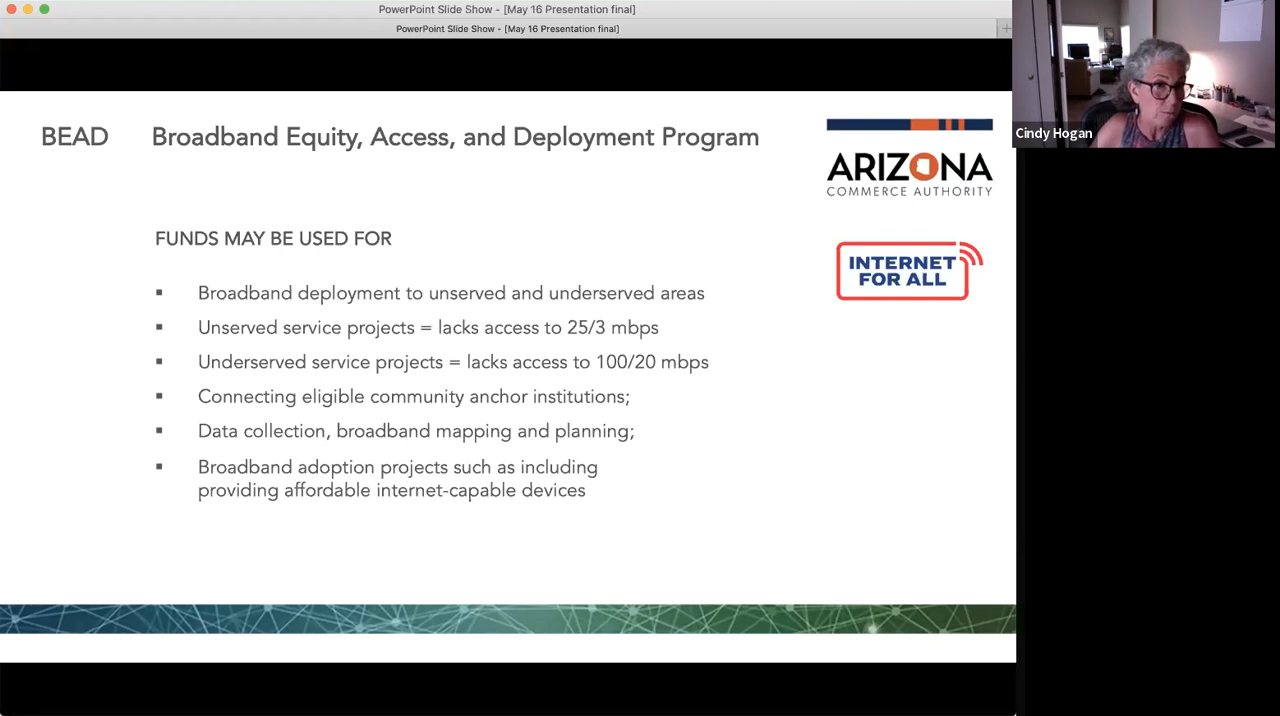 PowerPoint Slide Show - [May 16 Presentation final]
PowerPoint Slide Show - [May 16 Presentation final]
Cindy Hogan
BEAD Broadband Equity, Access, and Deployment Program
ARIZONA
COMMERCE AUTHORITY
INTERNET
FOR ALL
FUNDS MAY BE USED FOR
▪ Broadband deployment to unserved and underserved areas
▪ Unserved service projects = lacks access to 25/3 mbps
▪ Underserved service projects = lacks access to 100/20 mbps
▪ Connecting eligible community anchor institutions;
▪ Data collection, broadband mapping and planning;
▪ Broadband adoption projects such as including
providing affordable internet-capable devices